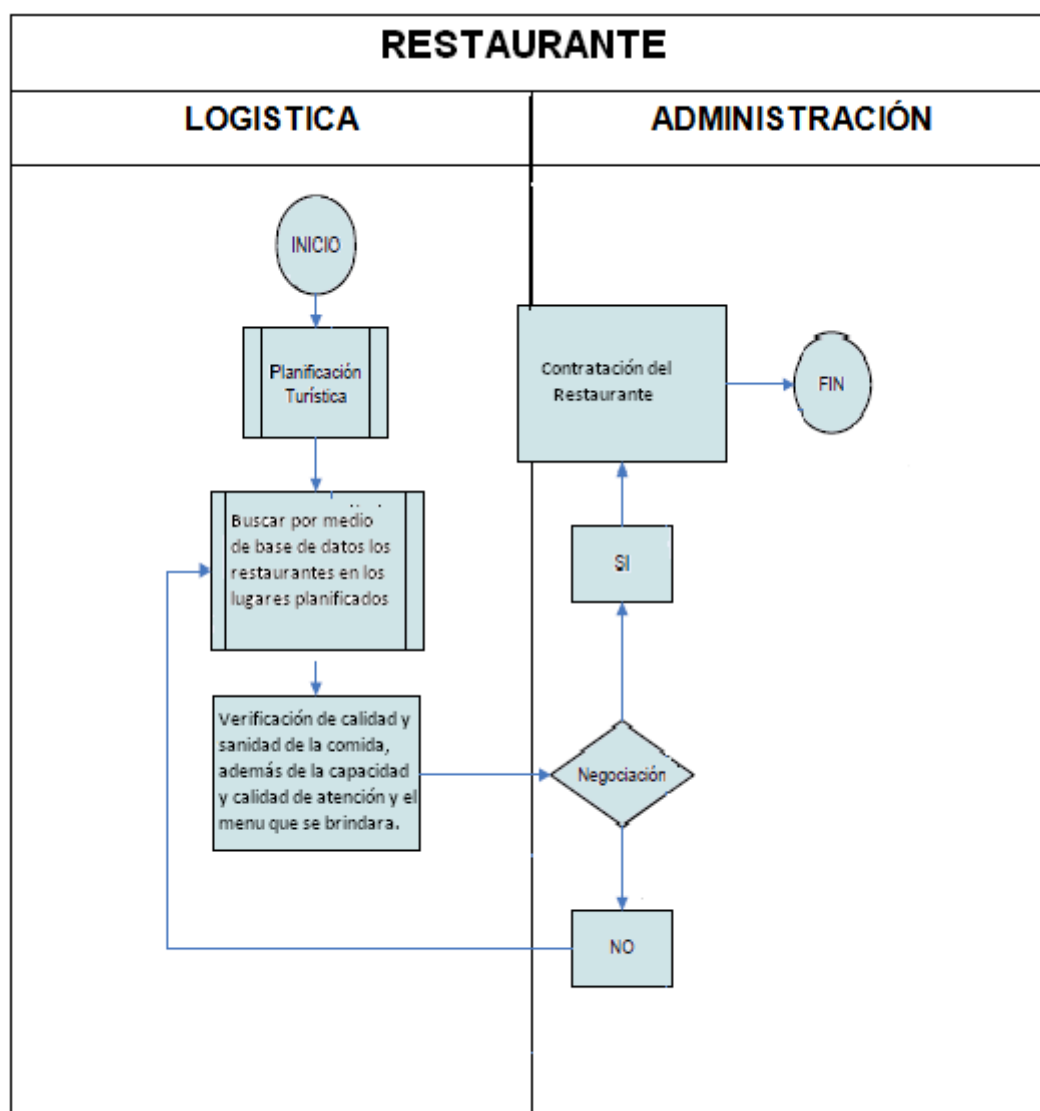 RESTAURANTE
LOGISTICA
ADMINISTRACIÓN
INICIO
Planificación
Turística
Buscar por medio
de base de datos los
restaurantes en los
lugares planificados
Verificación de calidad y
sanidad de la comida,
además de la capacidad
y calidad de atención y el
menu que se brindara.
Negociación
SI
NO
Contratación del
Restaurante
FIN